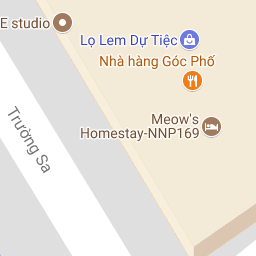 E studio
Lọ Lem Dự Tiệc
Nhà hàng Góc Phố
Meow's
Homestay-NNP169
Trường Sa